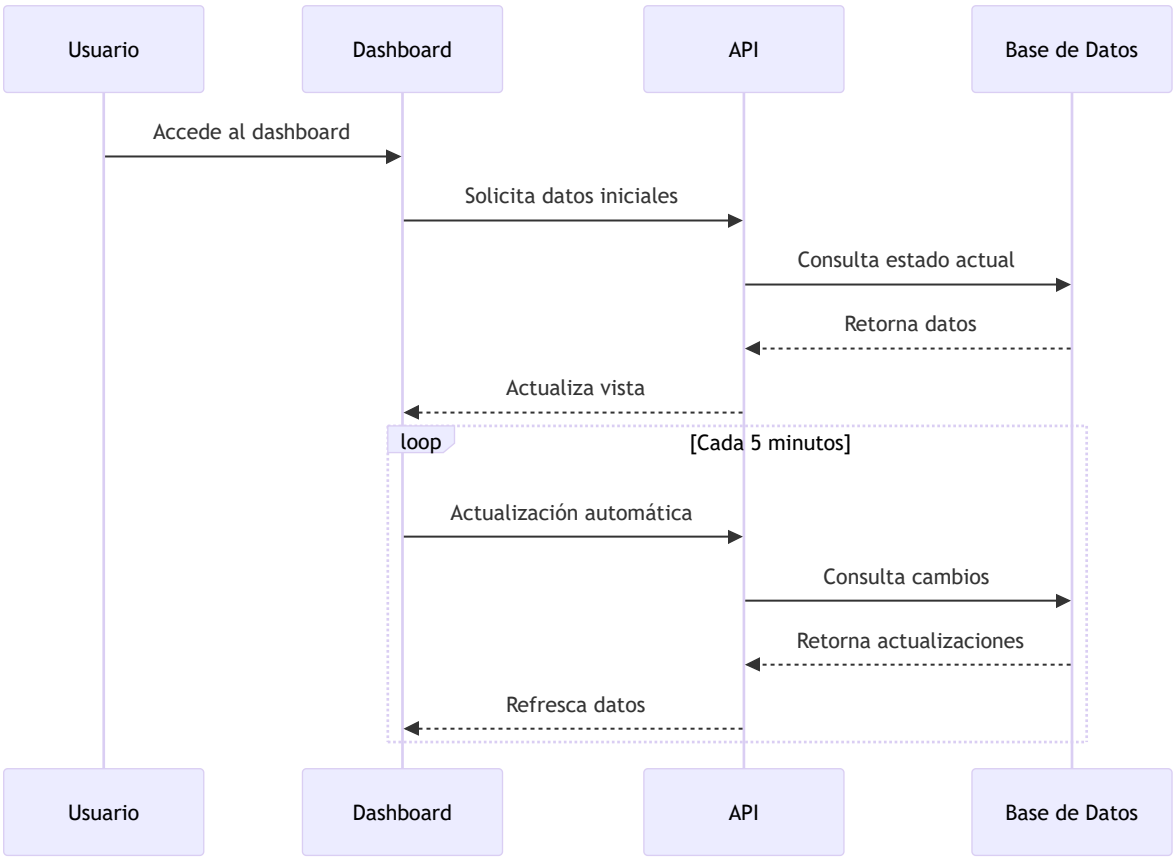 Usuario
Dashboard
API
Base de Datos
Accede al dashboard
Solicita datos iniciales
Consulta estado actual
Retorna datos
Actualiza vista
loop
[Cada 5 minutos]
Actualización automática
Consulta cambios
Retorna actualizaciones
Refresca datos
Usuario
Dashboard
API
Base de Datos